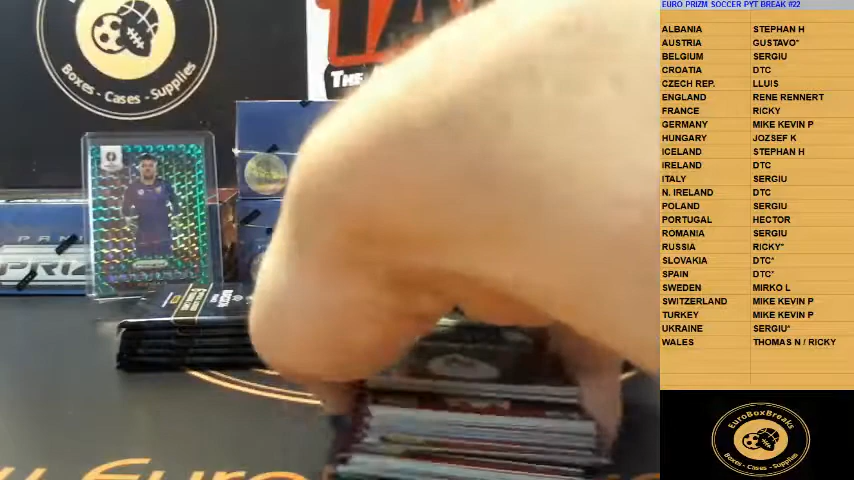 EURO PRIZM SOCCER PYT BREAK #22
ALBANIA STEPHAN H
AUSTRIA GUSTAVO*
BELGIUM SERGIU
CROATIA DTC
CZECH REP. LLUIS
ENGLAND RENE RENNERT
FRANCE RICKY
GERMANY MIKE KEVIN P
HUNGARY JOZSEF K
ICELAND STEPHAN H
IRELAND DTC
ITALY SERGIU
N. IRELAND DTC
POLAND SERGIU
PORTUGAL HECTOR
ROMANIA SERGIU
RUSSIA RICKY*
SLOVAKIA DTC*
SPAIN DTC*
SWEDEN MIRKO L
SWITZERLAND MIKE KEVIN P
TURKEY MIKE KEVIN P
UKRAINE SERGIU*
WALES THOMAS N / RICKY
EuroBoxBreaks
Boxes - Cases - Supplies
Boxes - Cases - Supplies
THE
Euro